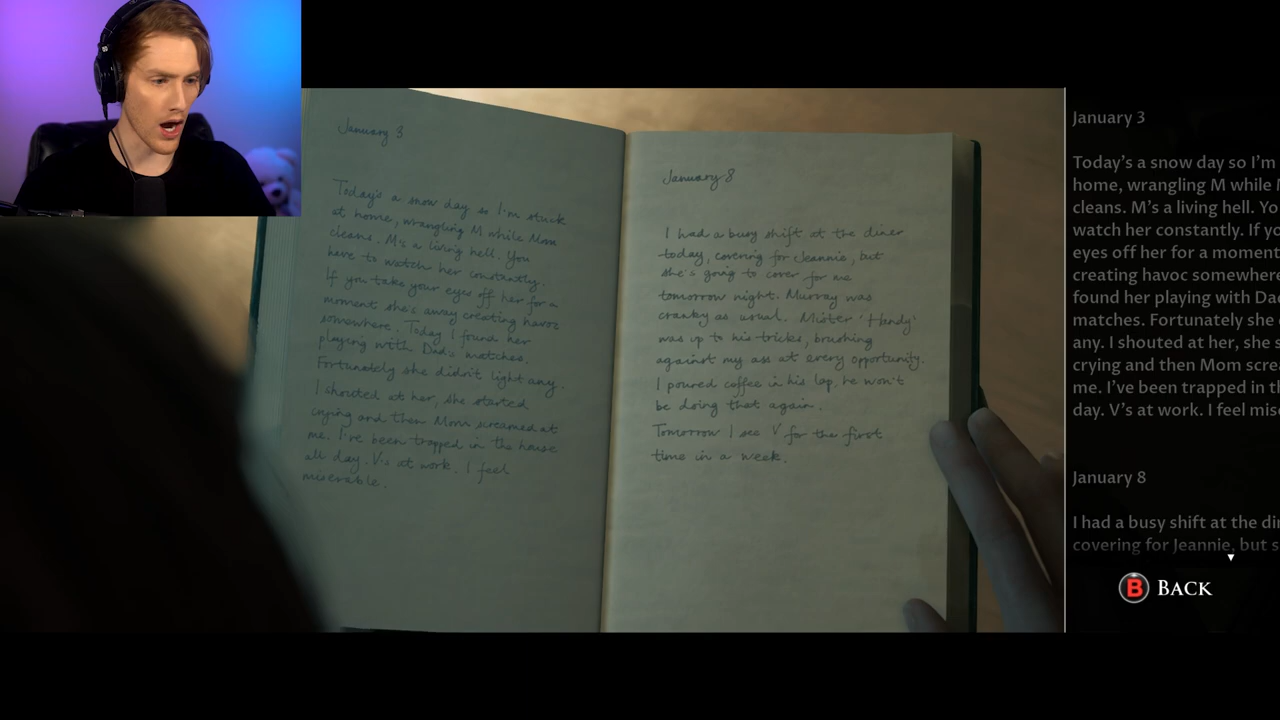 January 3
Today's a snow day so I'm stuck
at home, wrangling M while Mom
cleans. M's a living hell. You
have to watch her constantly.
If you take your eyes off her for a
moment she's away creating havoc
somewhere. Today I found her
playing with Dad's matches.
Fortunately she didn't light any.
I shouted at her, she started
crying and then Mom screamed at
me. I've been trapped in the house
all day. V's at work. I feel
miserable.
January 8
I had a busy shift at the diner
today, covering for Jeannie, but
she's going to cover for me
tomorrow night. Murray was
cranky as usual. Mister 'Handy'
was up to his tricks, brushing
against my ass at every opportunity.
I poured coffee in his lap, he won't
be doing that again.
Tomorrow I see V for the first
time in a week.
January 3
Today's a snow day so I'm
home, wrangling M while
cleans. M's a living hell. Yo
watch her constantly. If yo
eyes off her for a moment
creating havoc somewhere
found her playing with Da
matches. Fortunately she
any. I shouted at her, she s
crying and then Mom screa
me. I've been trapped in th
day. V's at work. I feel mise
January 8
I had a busy shift at the di
covering for Jeannie, but s
B BACK